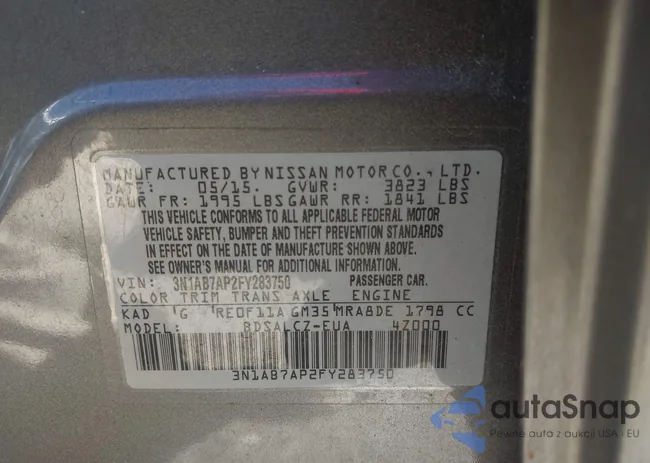 MANUFACTURED BY NISSAN MOTOR CO., LTD.
DATE: 05/15. GVWR: 3823 LBS
GAWR FR: 1995 LBS GAWR RR: 1841 LBS
THIS VEHICLE CONFORMS TO ALL APPLICABLE FEDERAL MOTOR
VEHICLE SAFETY, BUMPER AND THEFT PREVENTION STANDARDS
IN EFFECT ON THE DATE OF MANUFACTURE SHOWN ABOVE.
SEE OWNER'S MANUAL FOR ADDITIONAL INFORMATION
VIN: 3N1AB7AP2FY283750 PASSENGER CAR.
COLOR TRIM TRANS AXLE ENGINE
KAD G RE0F11A GM35 MRA8DE 1798 CC
MODEL: BDSALCZ-EUA 4Z000
3N1AB7AP2FY283750
autaSnap
Pewne auta z aukcji USA i EU